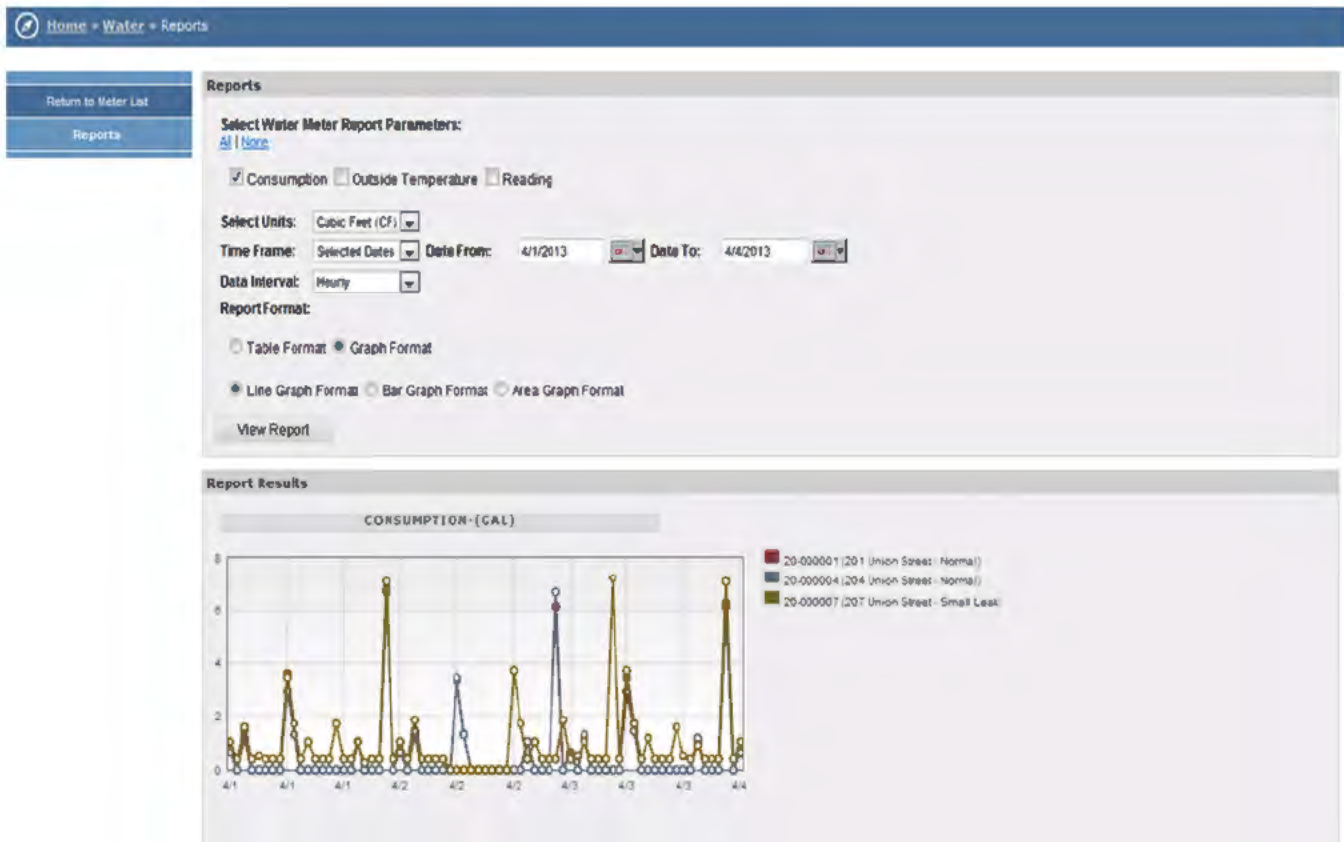 Home » Water » Reports
Return to Meter List
Reports
Reports
Select Water Meter Report Parameters:
All | None
Consumption Outside Temperature Reading
Select Units: Cubic Feet (CF)
Time Frame: Selected Dates Date From: 4/1/2013 Date To: 4/4/2013
Data Interval: Hourly
Report Format:
Table Format Graph Format
Line Graph Format Bar Graph Format Area Graph Format
View Report
Report Results
CONSUMPTION-(GAL)
8
6
4
2
0
4/1 4/1 4/1 4/2 4/2 4/2 4/3 4/3 4/3 4/4
20-000001 (201 Union Street - Normal)
20-000004 (204 Union Street - Normal)
20-000007 (207 Union Street - Small Leak